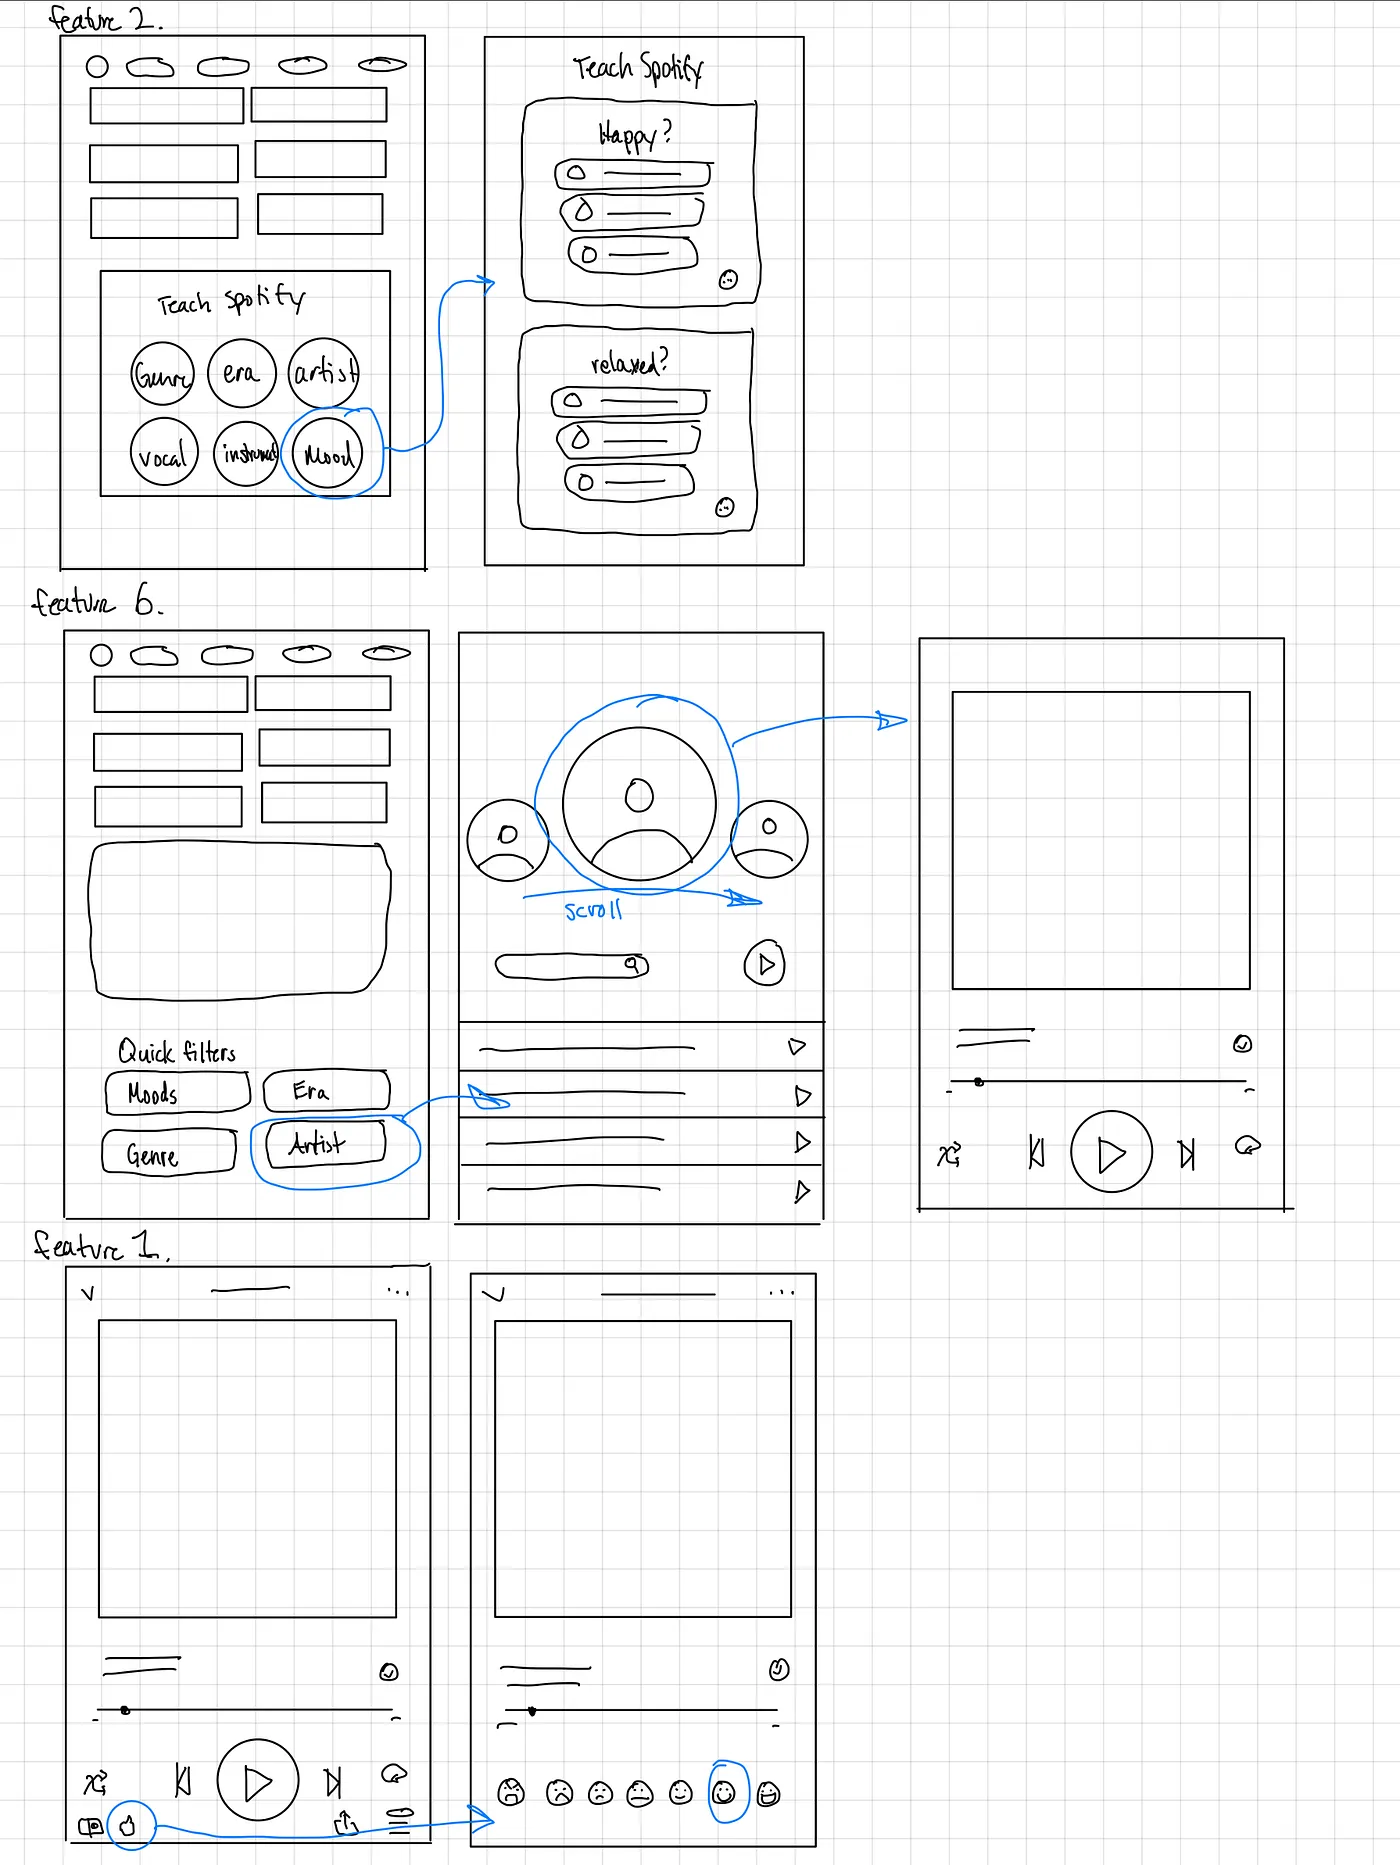 feature 2.
Teach Spotify
Happy?
Teach Spotify
Genre era artist
relaxed?
vocal Mood
feature 6.
scroll
Quick filters
Moods Era
Genre Artist
feature 1.